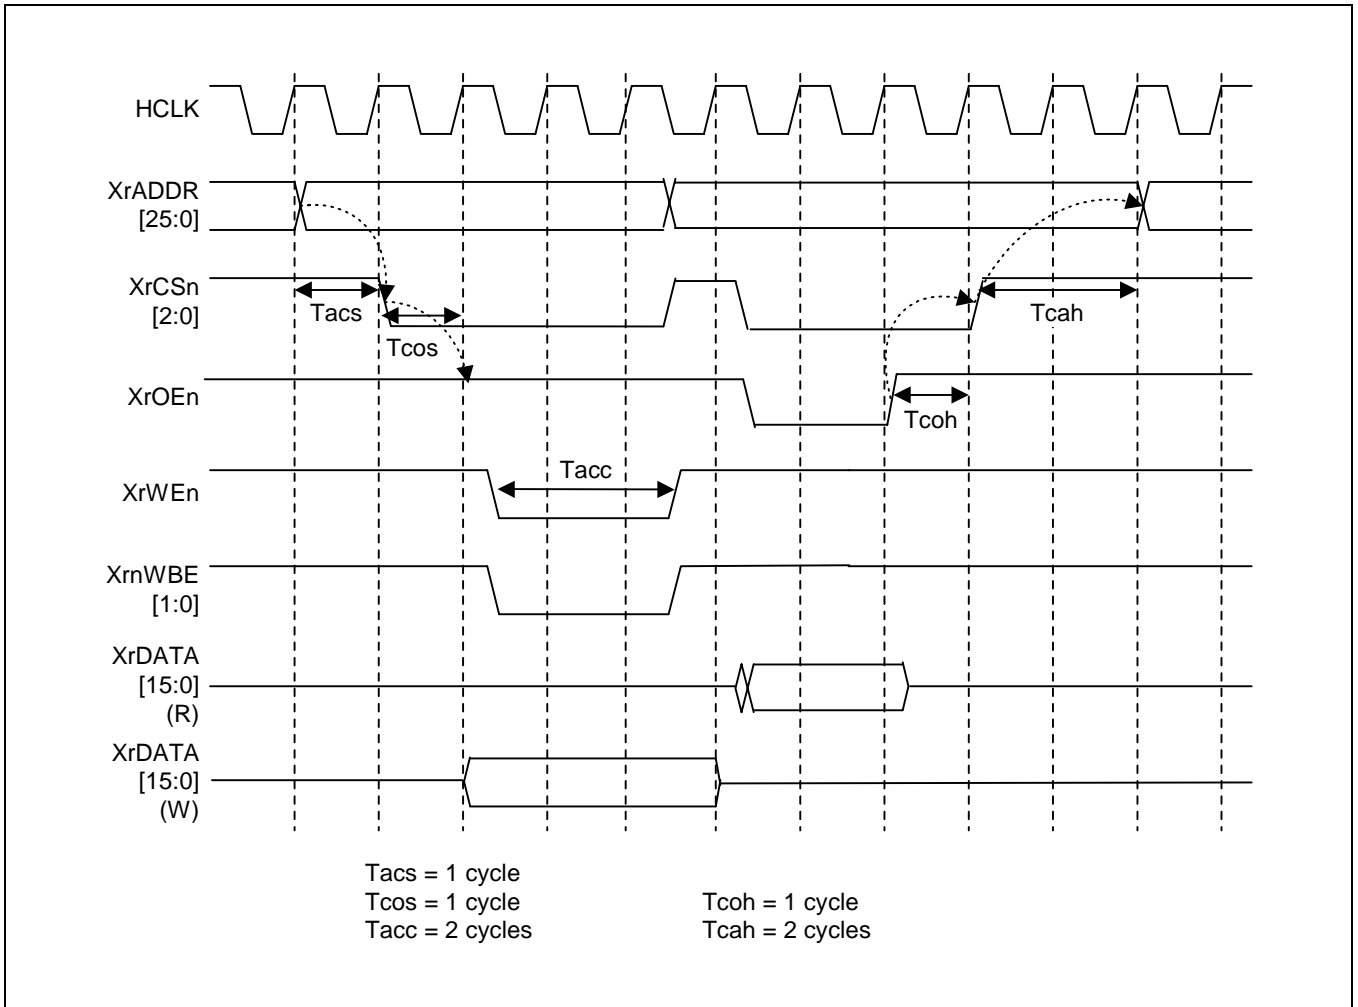 HCLK
XrADDR
[25:0]
XrCSn
[2:0]
Tacs
Tcos
Tcah
XrOEn
Tcoh
XrWEn
Tacc
XrnWBE
[1:0]
XrDATA
[15:0]
(R)
XrDATA
[15:0]
(W)
Tacs = 1 cycle
Tcos = 1 cycle
Tacc = 2 cycles
Tcoh = 1 cycle
Tcah = 2 cycles